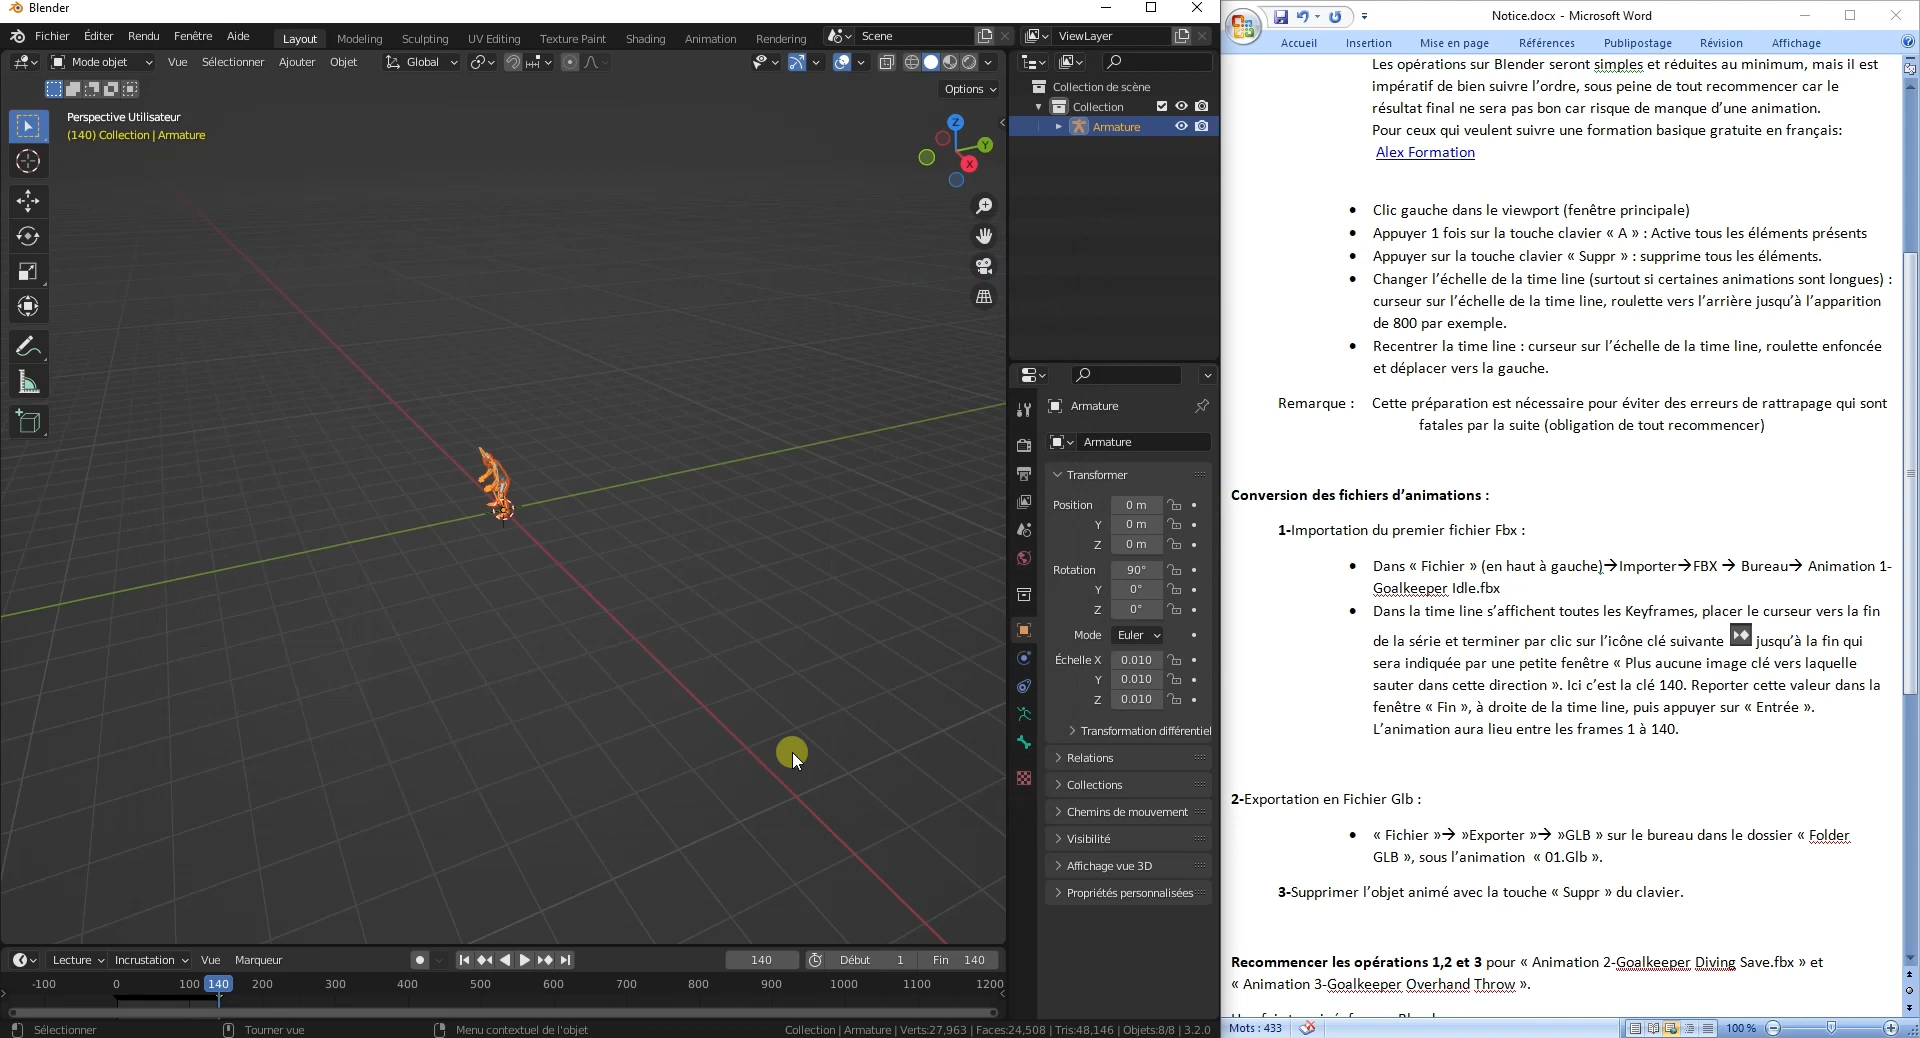 Blender
Fichier Éditer Rendu Fenêtre Aide Layout Modeling Sculpting UV Editing Texture Paint Shading Animation Rendering Scene ViewLayer
Mode objet Vue Sélectionner Ajouter Objet Global
Options
Perspective Utilisateur
(140) Collection | Armature
Z
Y
X
Collection de scène
Collection
Armature
Armature
Armature
Transformer
Position 0 m
Y 0 m
Z 0 m
Rotation 90°
Y 0°
Z 0°
Mode Euler
Échelle X 0.010
Y 0.010
Z 0.010
Transformation différentiel
Relations
Collections
Chemins de mouvement
Visibilité
Affichage vue 3D
Propriétés personnalisées
Lecture Incrustation Vue Marqueur 140 Début 1 Fin 140
-100 0 100 140 200 300 400 500 600 700 800 900 1000 1100 1200
Sélectionner Tourner vue Menu contextuel de l'objet Collection | Armature | Verts:27,963 | Faces:24,508 | Tris:48,146 | Objets:8/8 | 3.2.0
Notice.docx - Microsoft Word
Accueil Insertion Mise en page Références Publipostage Révision Affichage
Les opérations sur Blender seront simples et réduites au minimum, mais il est
impératif de bien suivre l’ordre, sous peine de tout recommencer car le
résultat final ne sera pas bon car risque de manque d’une animation.
Pour ceux qui veulent suivre une formation basique gratuite en français:
Alex Formation
• Clic gauche dans le viewport (fenêtre principale)
• Appuyer 1 fois sur la touche clavier « A » : Active tous les éléments présents
• Appuyer sur la touche clavier « Suppr » : supprime tous les éléments.
• Changer l’échelle de la time line (surtout si certaines animations sont longues) :
curseur sur l’échelle de la time line, roulette vers l’arrière jusqu’à l’apparition
de 800 par exemple.
• Recentrer la time line : curseur sur l’échelle de la time line, roulette enfoncée
et déplacer vers la gauche.
Remarque : Cette préparation est nécessaire pour éviter des erreurs de rattrapage qui sont
fatales par la suite (obligation de tout recommencer)
Conversion des fichiers d’animations :
1-Importation du premier fichier Fbx :
• Dans « Fichier » (en haut à gauche)→Importer→FBX → Bureau→ Animation 1-
Goalkeeper Idle.fbx
• Dans la time line s’affichent toutes les Keyframes, placer le curseur vers la fin
de la série et terminer par clic sur l’icône clé suivante jusqu’à la fin qui
sera indiquée par une petite fenêtre « Plus aucune image clé vers laquelle
sauter dans cette direction ». Ici c’est la clé 140. Reporter cette valeur dans la
fenêtre « Fin », à droite de la time line, puis appuyer sur « Entrée ».
L’animation aura lieu entre les frames 1 à 140.
2-Exportation en Fichier Glb :
• « Fichier »→ »Exporter »→ »GLB » sur le bureau dans le dossier « Folder
GLB », sous l’animation « 01.Glb ».
3-Supprimer l’objet animé avec la touche « Suppr » du clavier.
Recommencer les opérations 1,2 et 3 pour « Animation 2-Goalkeeper Diving Save.fbx » et
« Animation 3-Goalkeeper Overhand Throw ».
Mots : 433 100 %